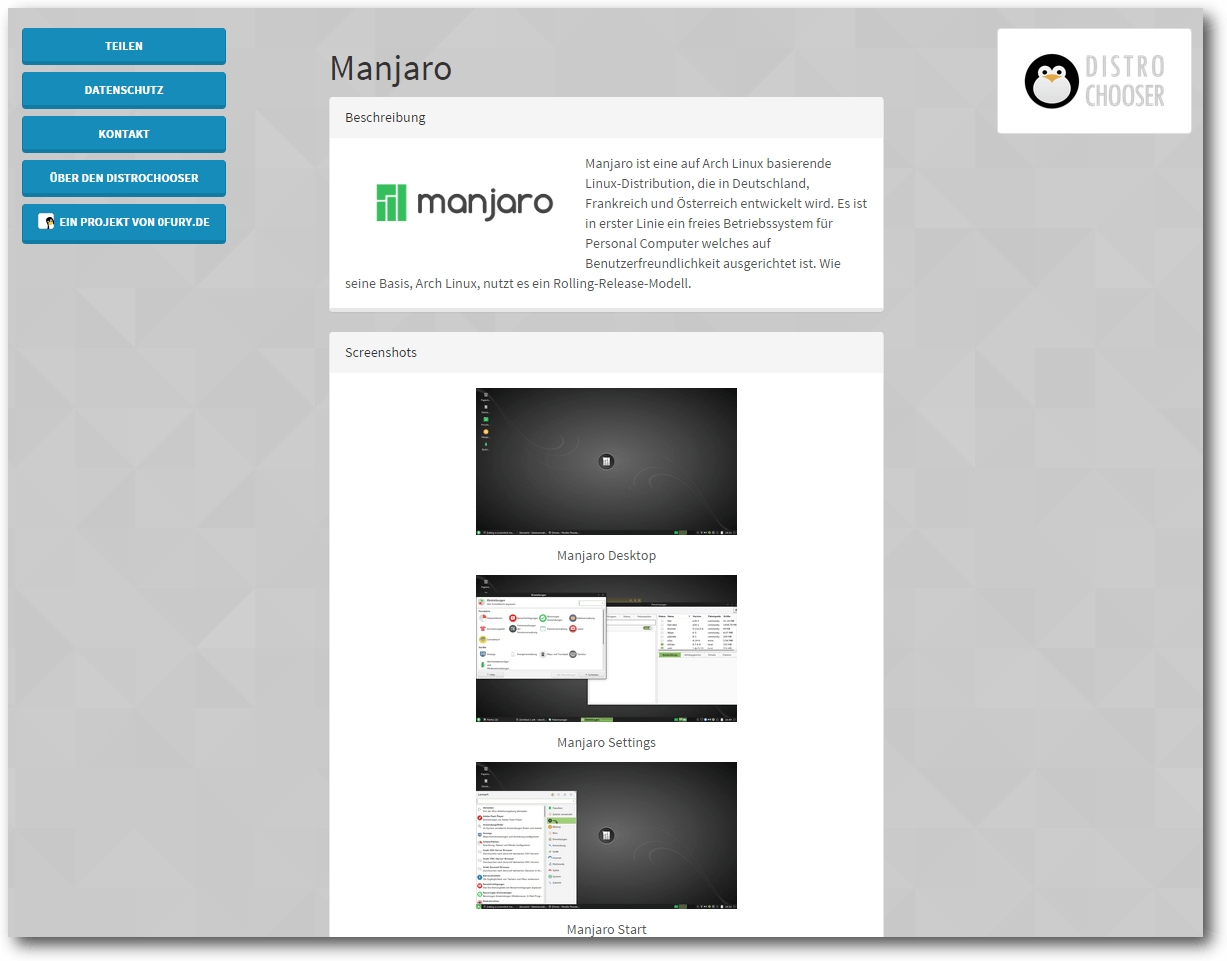 TEILEN
DATENSCHUTZ
KONTAKT
ÜBER DEN DISTROCHOOSER
EIN PROJEKT VON 0FURY.DE
DISTRO
CHOOSER
Manjaro
Beschreibung
manjaro
Manjaro ist eine auf Arch Linux basierende
Linux-Distribution, die in Deutschland,
Frankreich und Österreich entwickelt wird. Es ist
in erster Linie ein freies Betriebssystem für
Personal Computer welches auf
Benutzerfreundlichkeit ausgerichtet ist. Wie
seine Basis, Arch Linux, nutzt es ein Rolling-Release-Modell.
Screenshots
Manjaro Desktop
Manjaro Settings
Manjaro Start